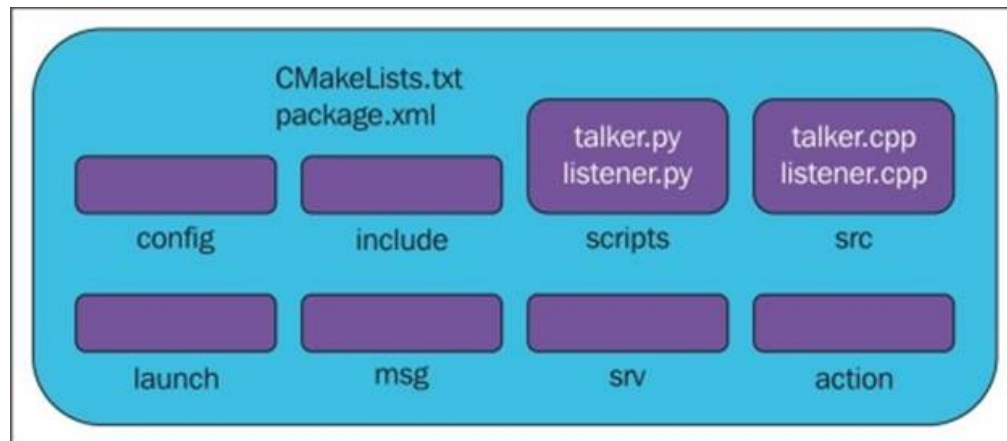 CMakeLists.txt
package.xml
talker.py
listener.py
talker.cpp
listener.cpp
config
include
scripts
src
launch
msg
srv
action